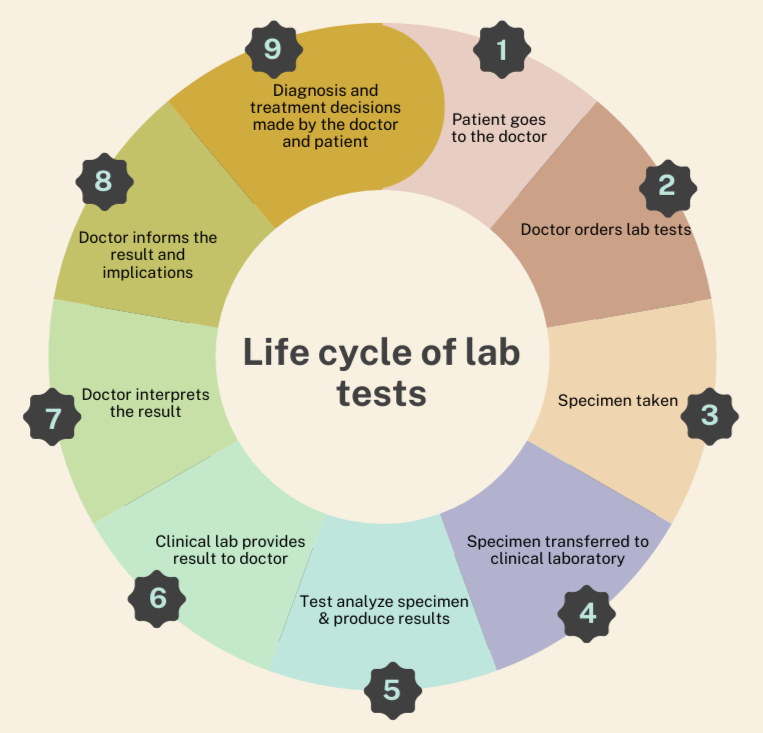 Life cycle of lab
tests
1
Patient goes
to the doctor
2
Doctor orders lab tests
3
Specimen taken
4
Specimen transferred to
clinical laboratory
5
Test analyze specimen
& produce results
6
Clinical lab provides
result to doctor
7
Doctor interprets
the result
8
Doctor informs the
result and
implications
9
Diagnosis and
treatment decisions
made by the doctor
and patient